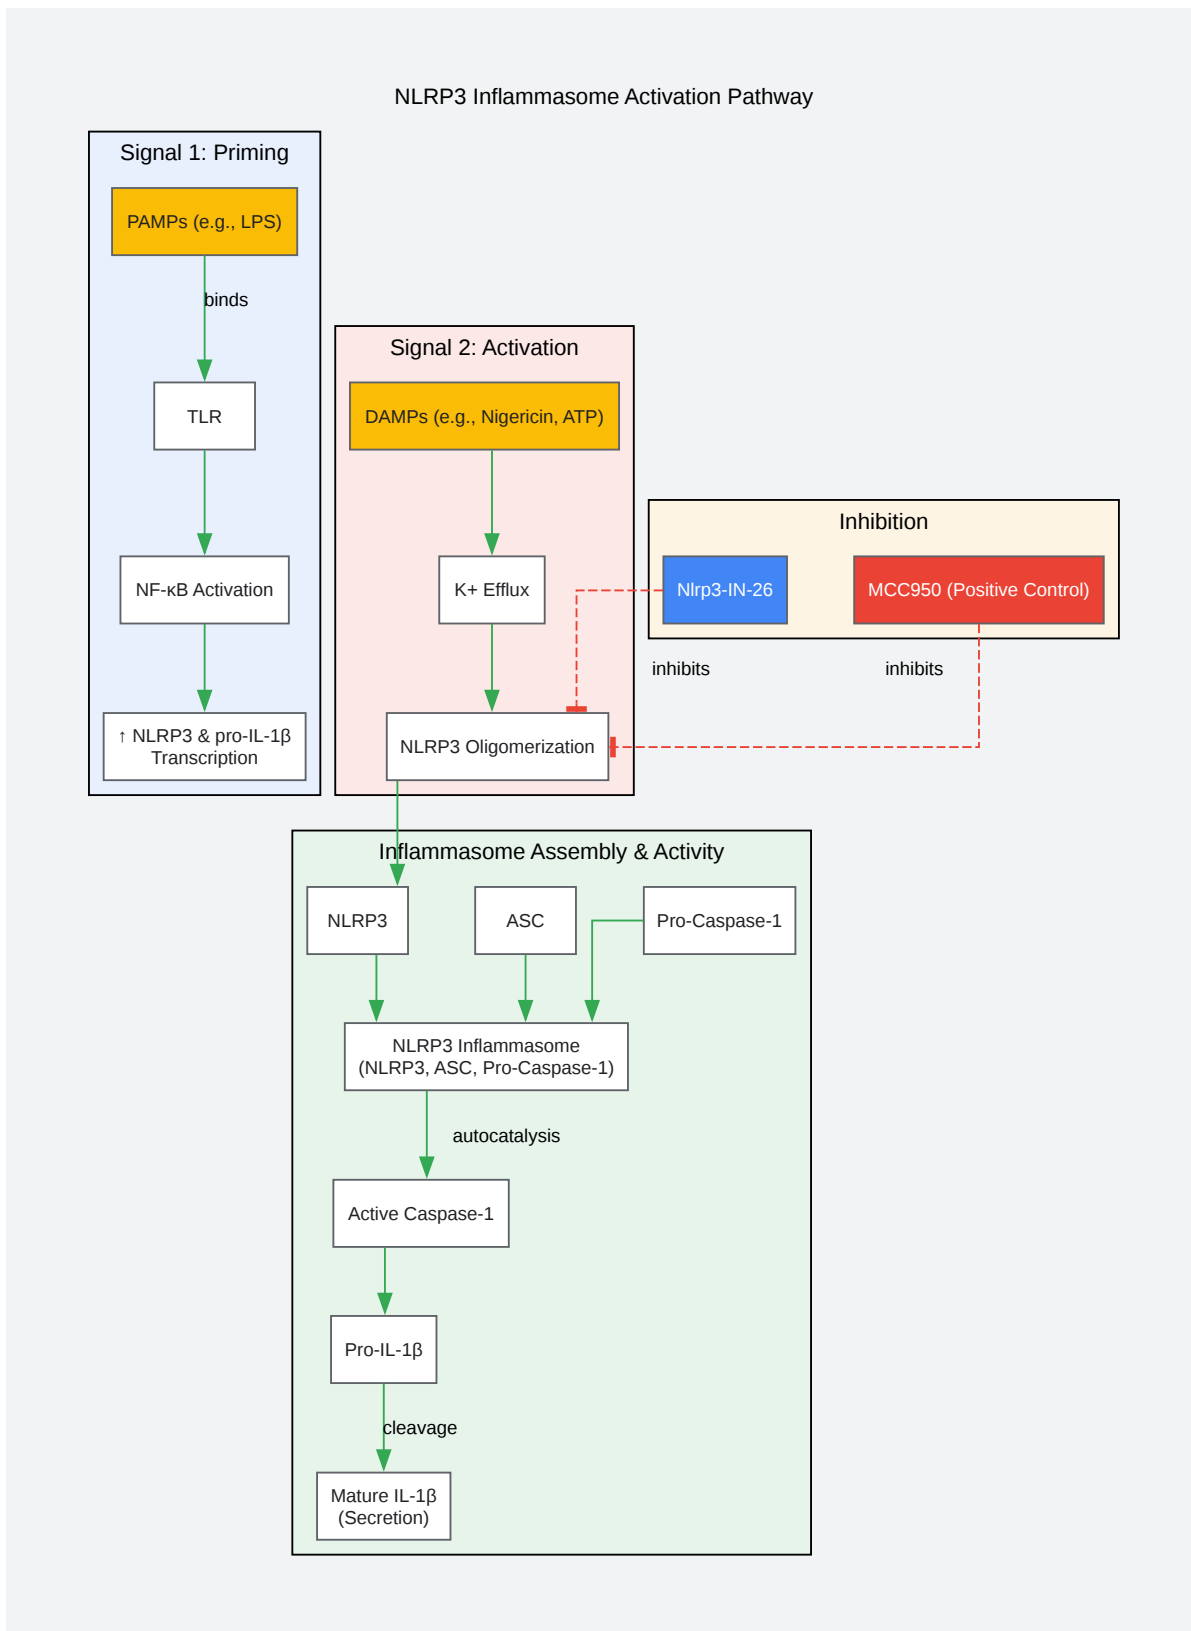 NLRP3 Inflammasome Activation Pathway
Signal 1: Priming
PAMPs (e.g., LPS)
binds
TLR
NF-κB Activation
↑ NLRP3 & pro-IL-1β
Transcription
Signal 2: Activation
DAMPs (e.g., Nigericin, ATP)
K+ Efflux
NLRP3 Oligomerization
Inhibition
Nlrp3-IN-26
MCC950 (Positive Control)
inhibits
inhibits
Inflammasome Assembly & Activity
NLRP3
ASC
Pro-Caspase-1
NLRP3 Inflammasome
(NLRP3, ASC, Pro-Caspase-1)
autocatalysis
Active Caspase-1
Pro-IL-1β
cleavage
Mature IL-1β
(Secretion)